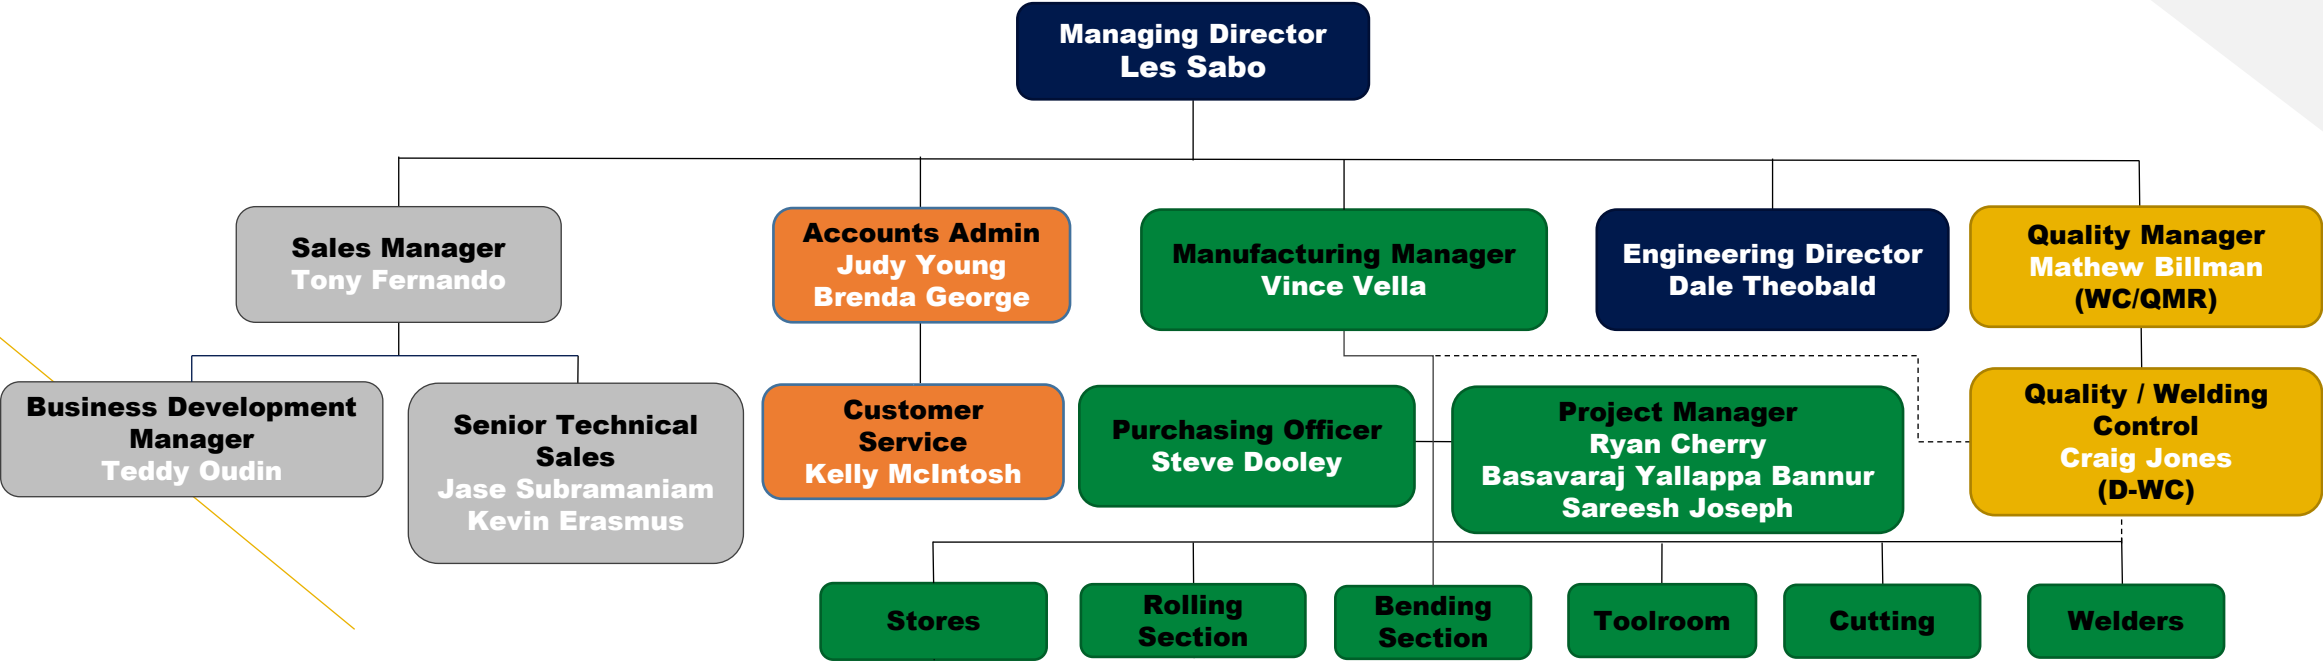 Managing Director
Les Sabo
Sales Manager
Tony Fernando
Accounts Admin
Judy Young
Brenda George
Manufacturing Manager
Vince Vella
Engineering Director
Dale Theobald
Quality Manager
Mathew Billman
(WC/QMR)
Business Development
Manager
Teddy Oudin
Senior Technical
Sales
Jase Subramaniam
Kevin Erasmus
Customer
Service
Kelly McIntosh
Purchasing Officer
Steve Dooley
Project Manager
Ryan Cherry
Basavaraj Yallappa Bannur
Sareesh Joseph
Quality / Welding
Control
Craig Jones
(D-WC)
Stores
Rolling
Section
Bending
Section
Toolroom
Cutting
Welders